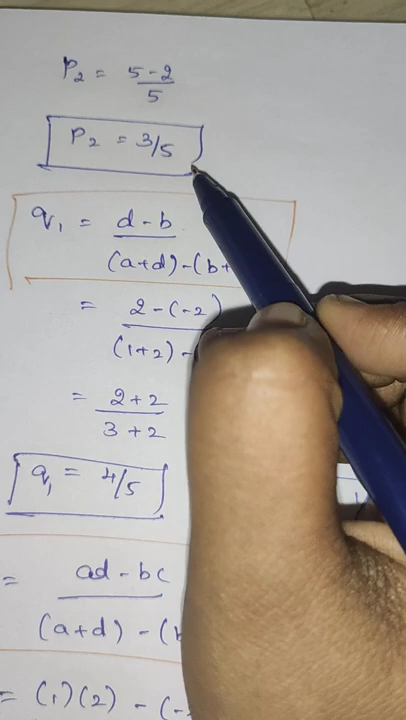 P₂ = 5-2/5
P₂ = 3/5
q₁ = d-b/(a+d)-(b+
= 2-(-2)/(1+2)-
= 2+2/3+2
q₁ = 4/5
= ad-bc/(a+d)-(
= (1)(2) - (-